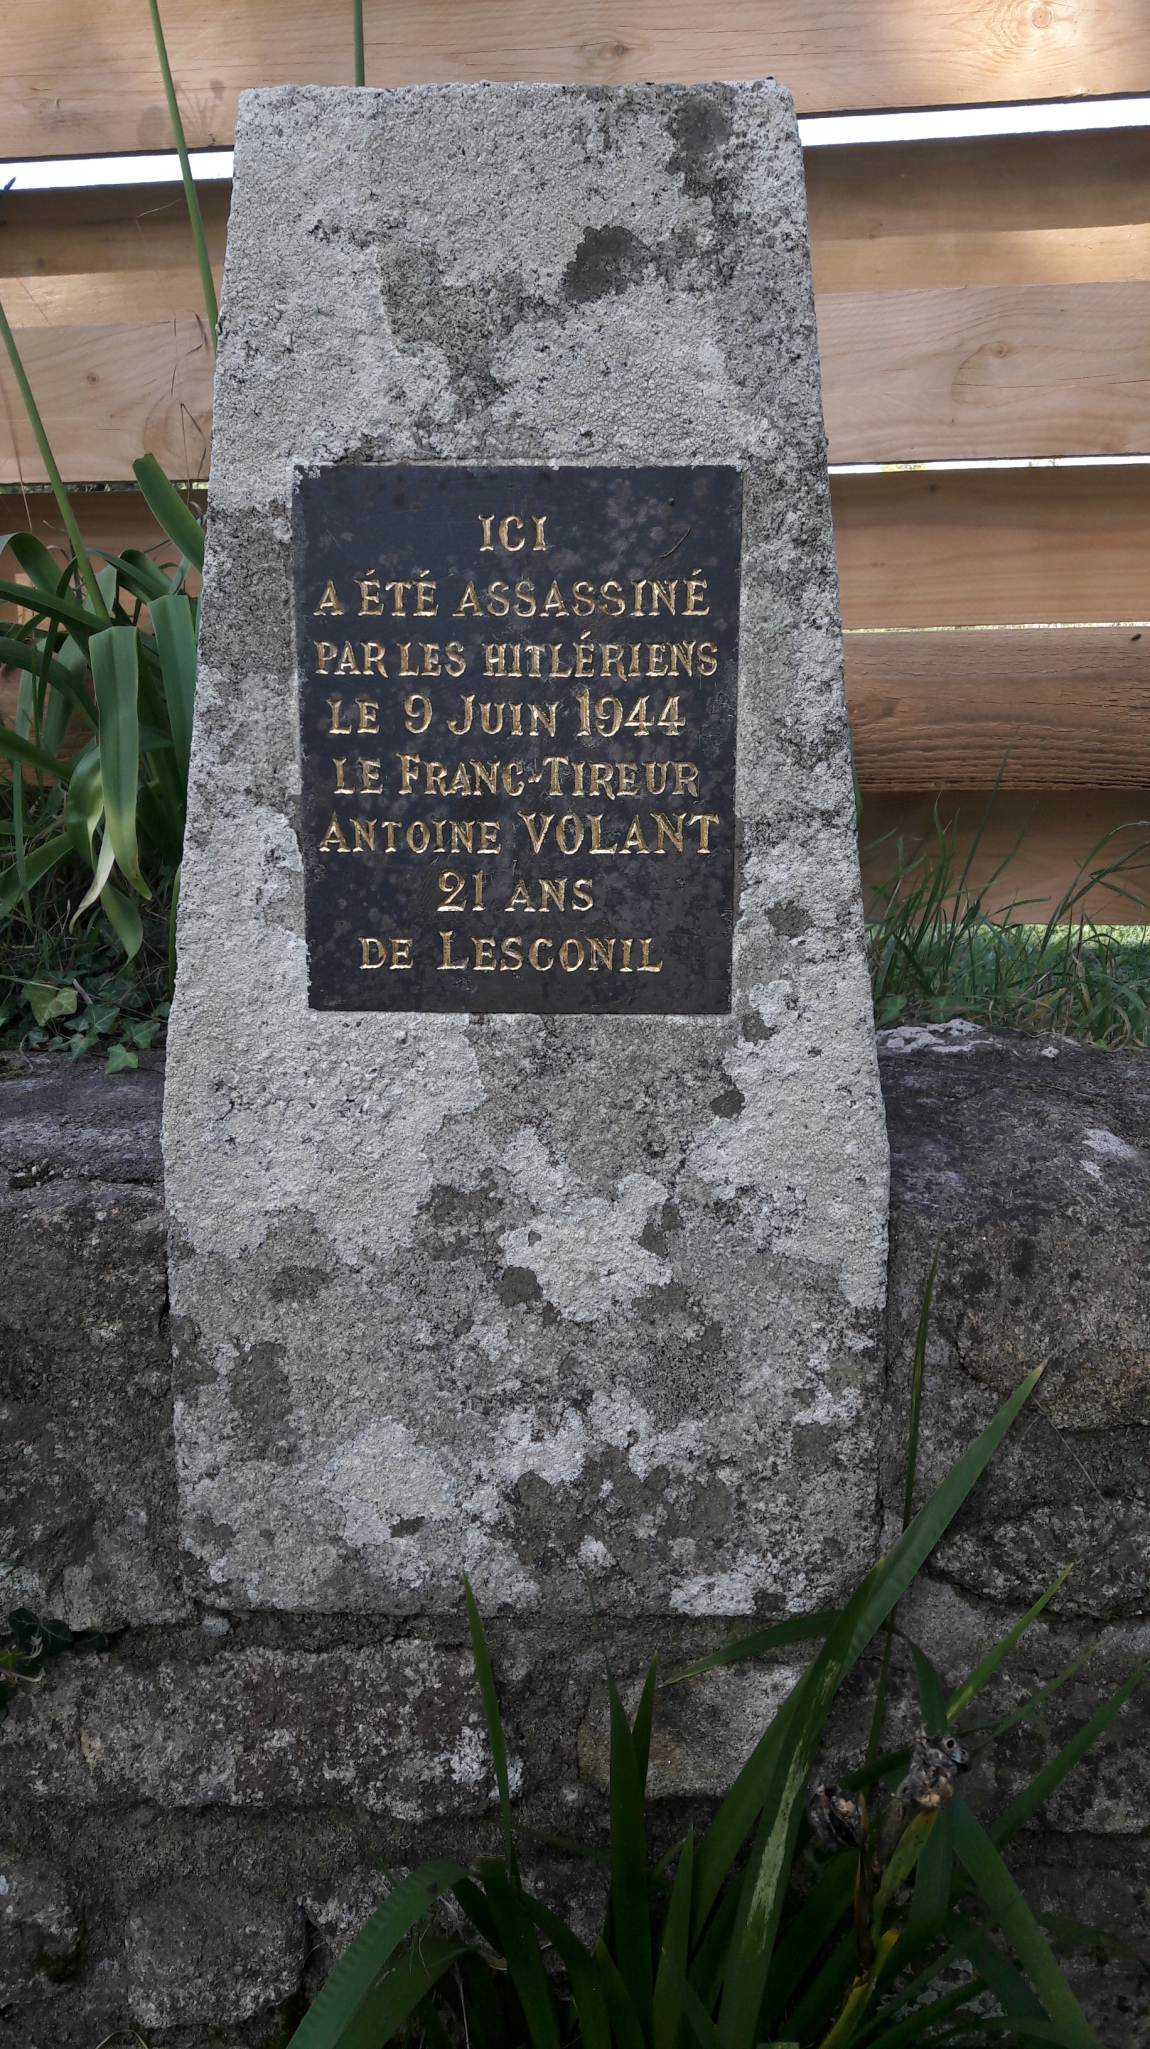 ICI
A ÉTÉ ASSASSINÉ
PAR LES HITLÉRIENS
LE 9 JUIN 1944
LE FRANC-TIREUR
ANTOINE VOLANT
21 ANS
DE LESCONIL